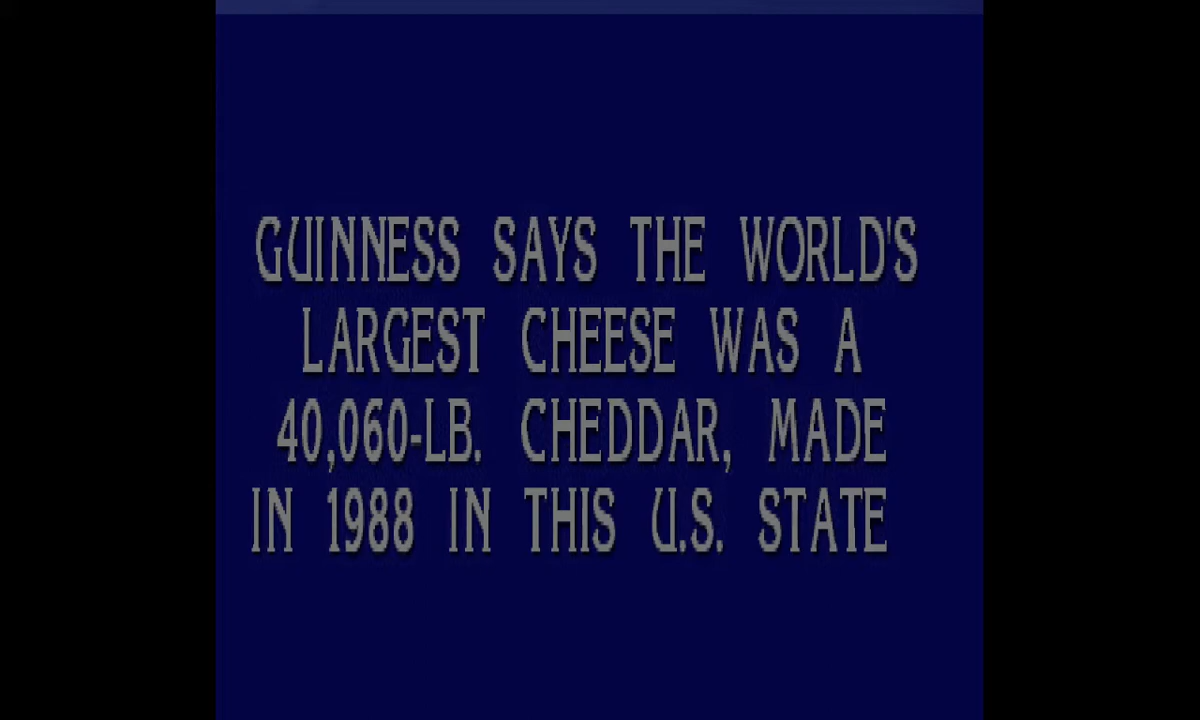 GUINNESS SAYS THE WORLD'S
LARGEST CHEESE WAS A
40,060-LB. CHEDDAR, MADE
IN 1988 IN THIS U.S. STATE